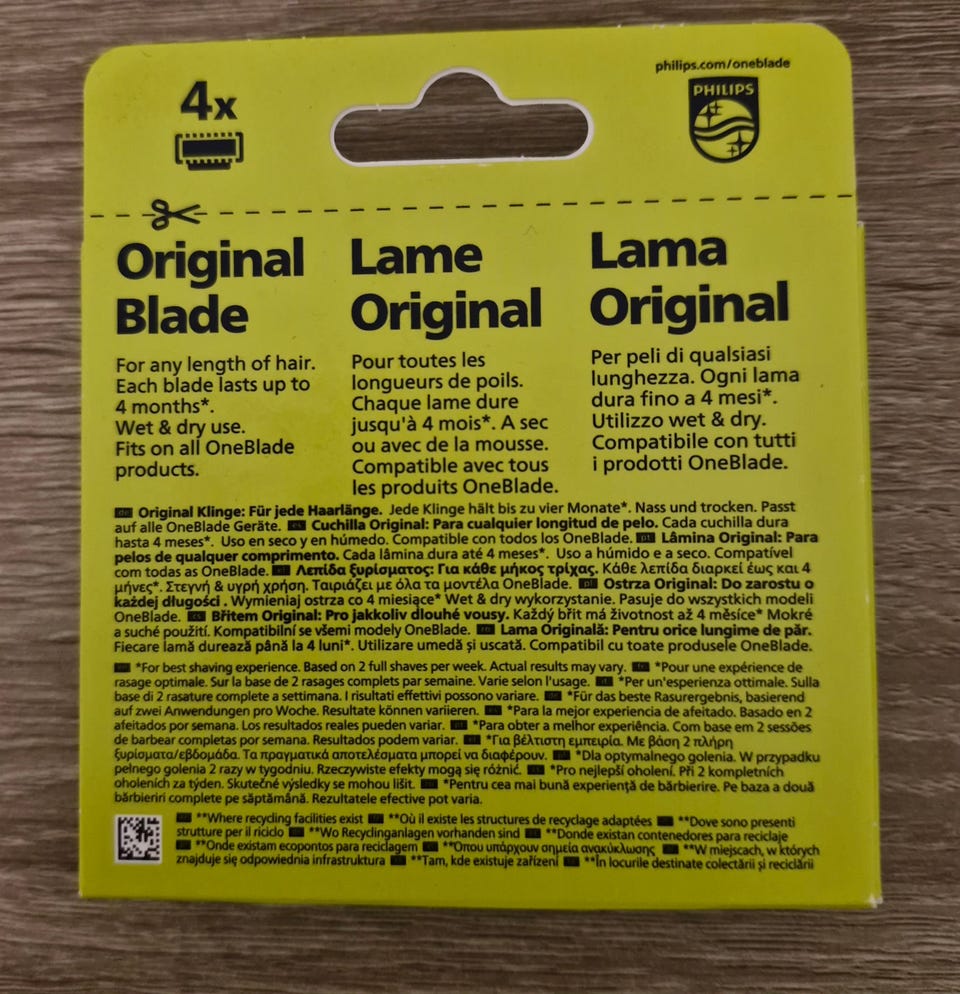 4x
philips.com/oneblade
PHILIPS
Original
Blade
For any length of hair.
Each blade lasts up to
4 months*.
Wet & dry use.
Fits on all OneBlade
products.
Lame
Original
Pour toutes les
longueurs de poils.
Chaque lame dure
jusqu'à 4 mois*. A sec
ou avec de la mousse.
Compatible avec tous
les produits OneBlade.
Lama
Original
Per peli di qualsiasi
lunghezza. Ogni lama
dura fino a 4 mesi*.
Utilizzo wet & dry.
Compatibile con tutti
i prodotti OneBlade.
de Original Klinge: Für jede Haarlänge. Jede Klinge hält bis zu vier Monate*. Nass und trocken. Passt
auf alle OneBlade Geräte. es Cuchilla Original: Para cualquier longitud de pelo. Cada cuchilla dura
hasta 4 meses*. Uso en seco y en húmedo. Compatible con todos los OneBlade. pt Lâmina Original: Para
pelos de qualquer comprimento. Cada lâmina dura até 4 meses*. Uso a húmido e a seco. Compatível
com todas as OneBlade. el Λεπίδα ξυρίσματος: Για κάθε μήκος τρίχας. Κάθε λεπίδα διαρκεί έως και 4
μήνες*. Στεγνή & υγρή χρήση. Ταιριάζει με όλα τα μοντέλα OneBlade. pl Ostrza Original: Do zarostu o
każdej długości . Wymieniaj ostrza co 4 miesiące* Wet & dry wykorzystanie. Pasuje do wszystkich modeli
OneBlade. cs Břitem Original: Pro jakkoliv dlouhé vousy. Každý břit má životnost až 4 měsíce* Mokré
a suché použití. Kompatibilní se všemi modely OneBlade. ro Lama Originală: Pentru orice lungime de păr.
Fiecare lamă durează până la 4 luni*. Utilizare umedă și uscată. Compatibil cu toate produsele OneBlade.
*For best shaving experience. Based on 2 full shaves per week. Actual results may vary. *Pour une expérience de
rasage optimale. Sur la base de 2 rasages complets par semaine. Varie selon l'usage. *Per un'esperienza ottimale. Sulla
base di 2 rasature complete a settimana. I risultati effettivi possono variare. *Für das beste Rasurergebnis, basierend
auf zwei Anwendungen pro Woche. Resultate können variieren. *Para la mejor experiencia de afeitado. Basado en 2
afeitados por semana. Los resultados reales pueden variar. *Para obter a melhor experiência. Com base em 2 sessões
de barbear completas por semana. Resultados podem variar. *Για βέλτιστη εμπειρία. Με βάση 2 πλήρη
ξυρίσματα/εβδομάδα. Τα πραγματικά αποτελέσματα μπορεί να διαφέρουν. *Dla optymalnego golenia. W przypadku
pełnego golenia 2 razy w tygodniu. Rzeczywiste efekty mogą się różnić. *Pro nejlepší oholení. Při 2 kompletních
oholeních za týden. Skutečné výsledky se mohou lišit. *Pentru cea mai bună experiență de bărbierire. Pe baza a două
bărbieriri complete pe săptămână. Rezultatele efective pot varia.
**Where recycling facilities exist **Où il existe les structures de recyclage adaptées **Dove sono presenti
strutture per il riciclo **Wo Recyclinganlagen vorhanden sind **Donde existan contenedores para reciclaje
**Onde existam ecopontos para reciclagem **Όπου υπάρχουν σημεία ανακύκλωσης **W miejscach, w których
znajduje się odpowiednia infrastruktura **Tam, kde existuje zařízení **În locurile destinate colectării și reciclării